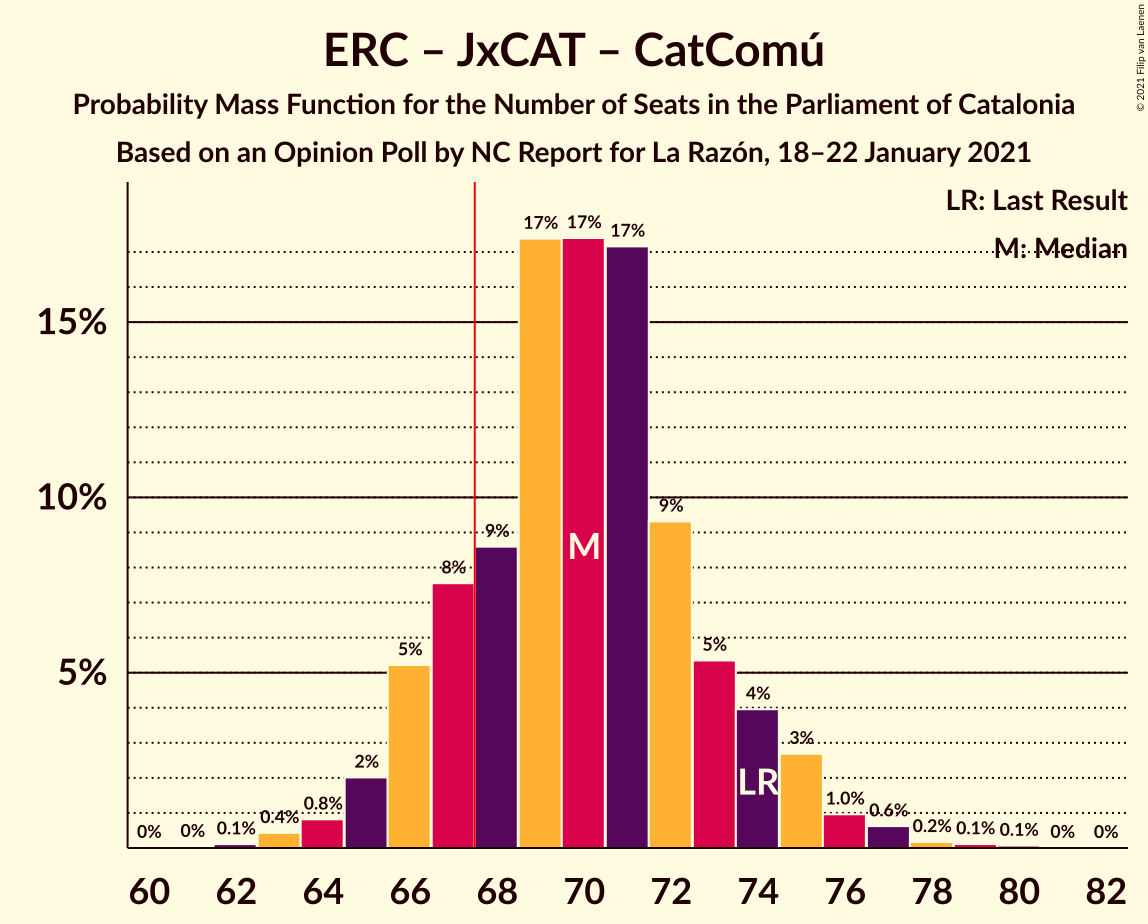 ERC – JxCAT – CatComú
Probability Mass Function for the Number of Seats in the Parliament of Catalonia
Based on an Opinion Poll by NC Report for La Razón, 18–22 January 2021
© 2021 Filip van Laenen
LR: Last Result
M: Median
15%
10%
5%
0%
0%
0.1%
0.4%
0.8%
2%
5%
8%
9%
17%
17%
17%
9%
5%
4%
3%
1.0%
0.6%
0.2%
0.1%
0.1%
0%
0%
M
LR
60 62 64 66 68 70 72 74 76 78 80 82